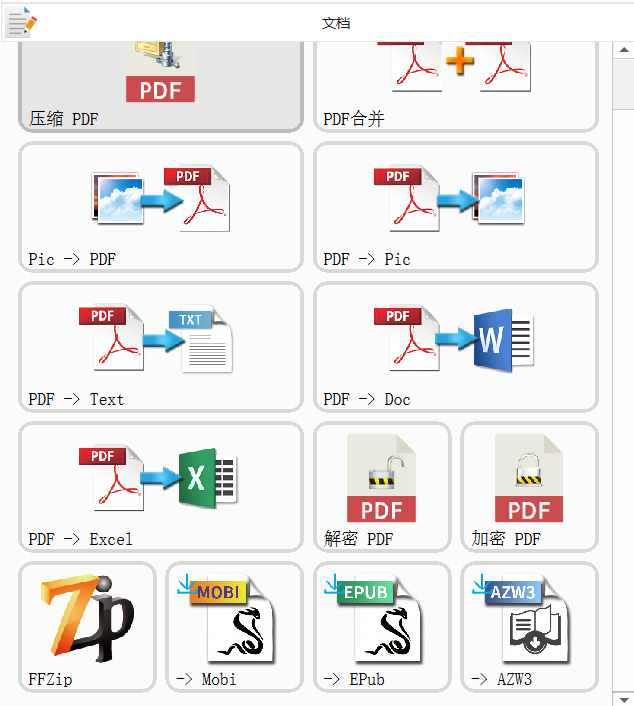 文档
PDF
压缩 PDF
PDF合并
PDF
Pic -> PDF
PDF
PDF -> Pic
PDF TXT
PDF -> Text
PDF W
PDF -> Doc
PDF X
PDF -> Excel
PDF
解密 PDF
PDF
加密 PDF
7Zip
FFZip
MOBI
-> Mobi
EPUB
-> EPub
AZW3
-> AZW3